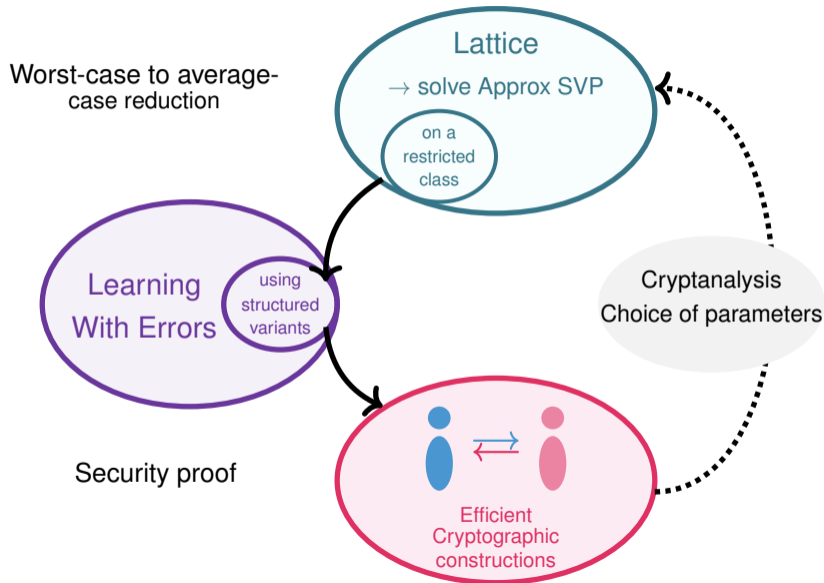 Lattice
→ solve Approx SVP
on a
restricted
class
Worst-case to average-
case reduction
Learning
With Errors
using
structured
variants
Cryptanalysis
Choice of parameters
Security proof
Efficient
Cryptographic
constructions